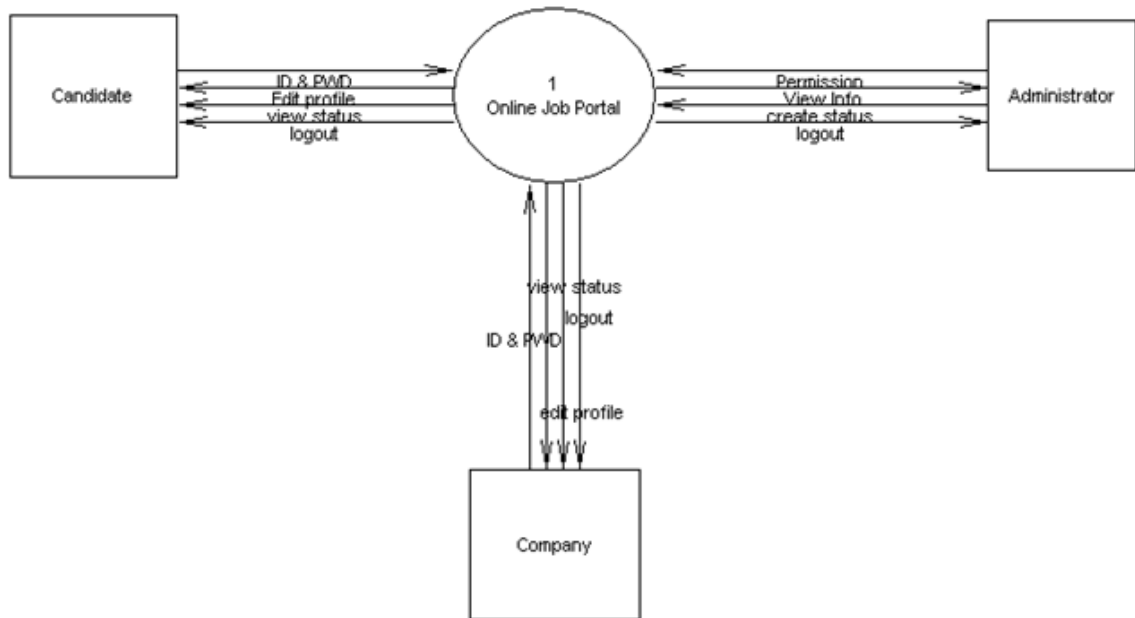 Candidate
ID & PWD
Edit profile
view status
logout
1
Online Job Portal
Permission
View Info
create status
logout
Administrator
view status
logout
ID & PWD
edit profile
Company